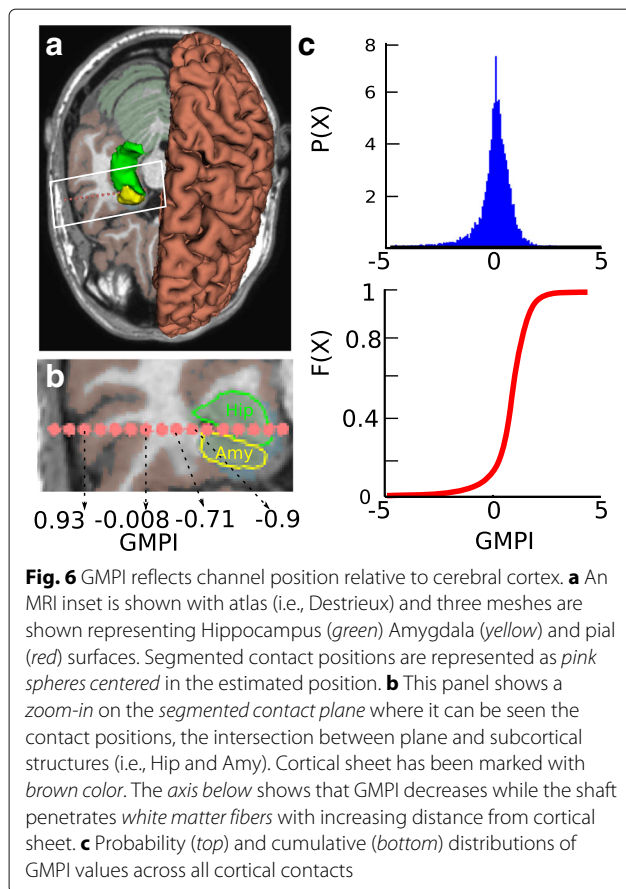 a
c
8
6
4
2
P(X)
-5 0 5
b
Hip
Amy
0.93 -0.008 -0.71 -0.9
GMPI
1
0.8
0.4
0
F(X)
-5 0 5
GMPI
Fig. 6 GMPI reflects channel position relative to cerebral cortex. a An
MRI inset is shown with atlas (i.e., Destrieux) and three meshes are
shown representing Hippocampus (green) Amygdala (yellow) and pial
(red) surfaces. Segmented contact positions are represented as pink
spheres centered in the estimated position. b This panel shows a
zoom-in on the segmented contact plane where it can be seen the
contact positions, the intersection between plane and subcortical
structures (i.e., Hip and Amy). Cortical sheet has been marked with
brown color. The axis below shows that GMPI decreases while the shaft
penetrates white matter fibers with increasing distance from cortical
sheet. c Probability (top) and cumulative (bottom) distributions of
GMPI values across all cortical contacts